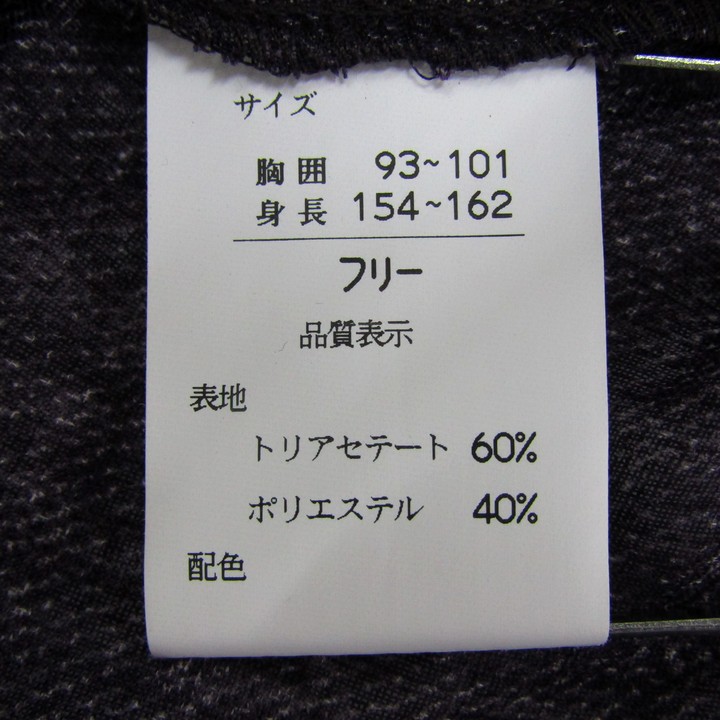 サイズ
胸囲 93~101
身長 154~162
フリー
品質表示
表地
トリアセテート 60%
ポリエステル 40%
配色